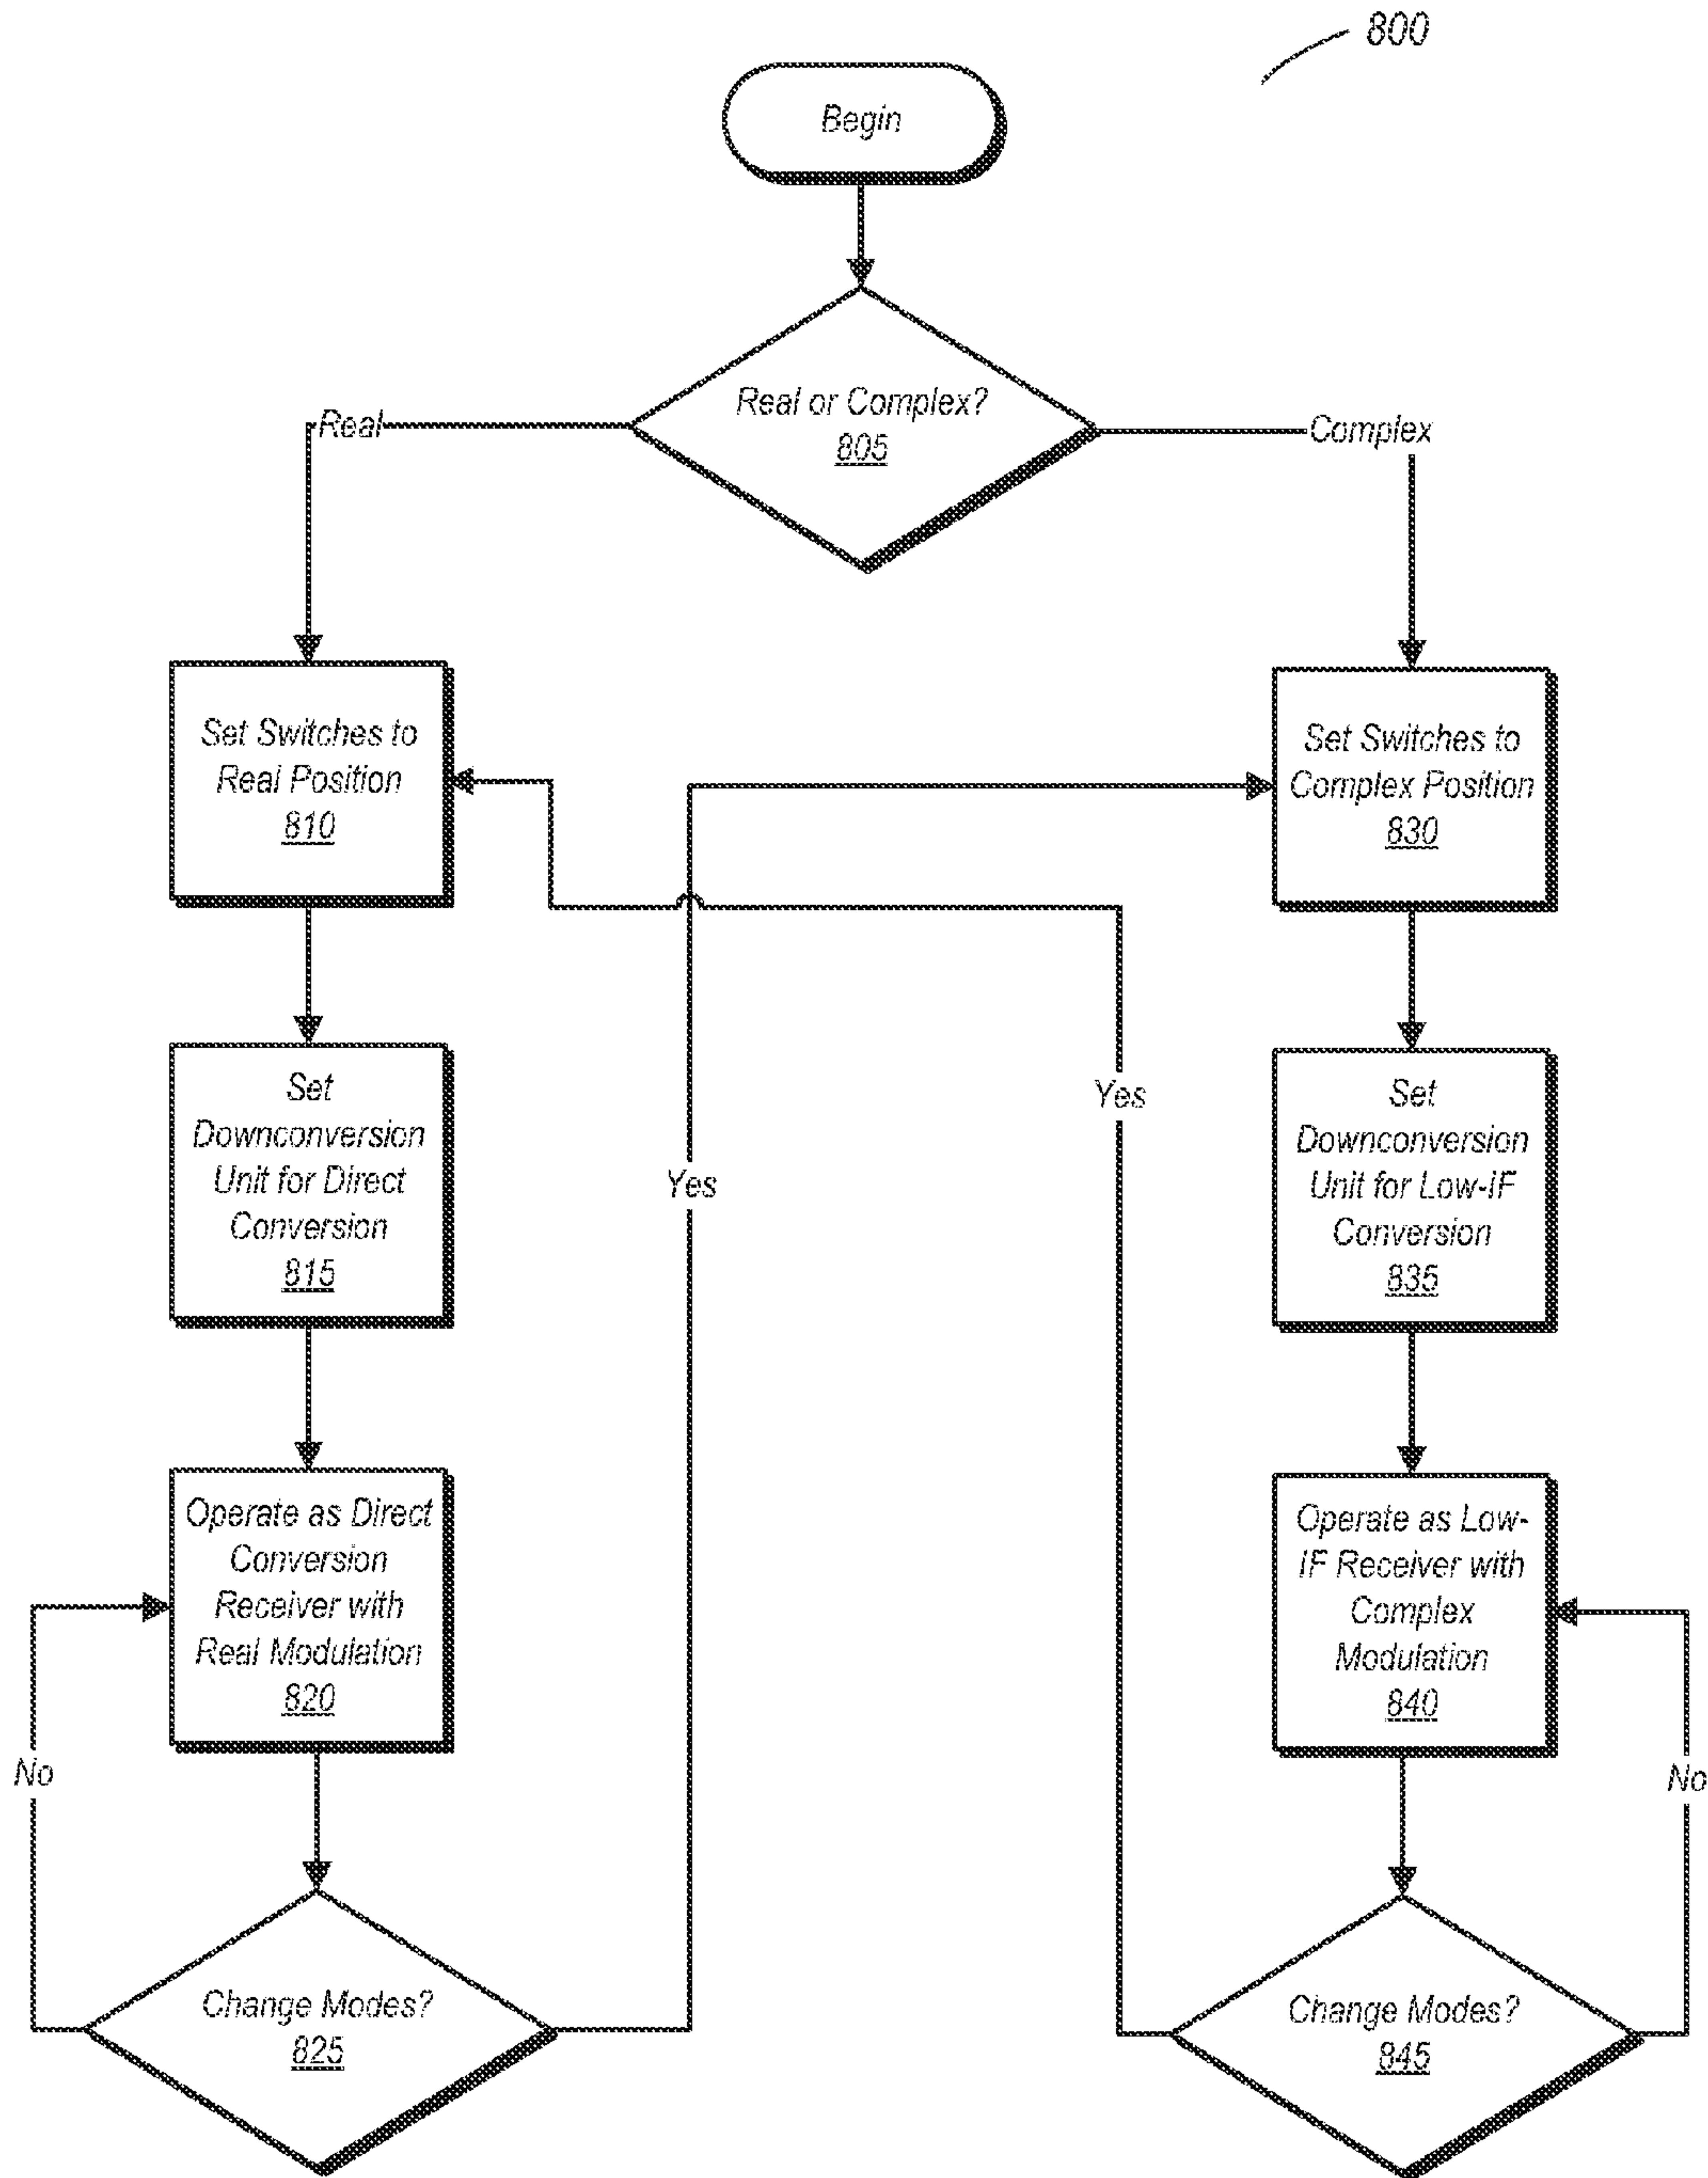 800
Begin
Real or Complex?
805
Real
Complex
Set Switches to
Real Position
810
Set Switches to
Complex Position
830
Set
Downconversion
Unit for Direct
Conversion
815
Yes
Yes
Set
Downconversion
Unit for Low-IF
Conversion
835
Operate as Direct
Conversion
Receiver with
Real Modulation
820
Operate as Low-
IF Receiver with
Complex
Modulation
840
No
No
Change Modes?
825
Change Modes?
845